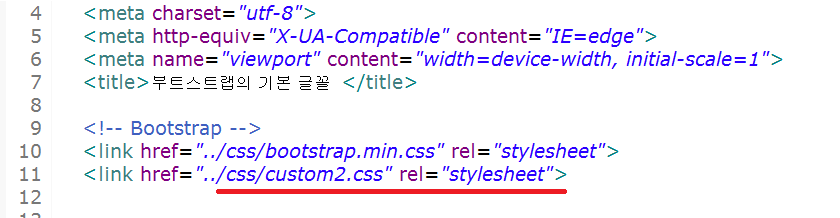 4 <meta charset="utf-8">
5 <meta http-equiv="X-UA-Compatible" content="IE=edge">
6 <meta name="viewport" content="width=device-width, initial-scale=1">
7 <title>부트스트랩의 기본 글꼴 </title>
8
9 <!-- Bootstrap -->
10 <link href="../css/bootstrap.min.css" rel="stylesheet">
11 <link href="../css/custom2.css" rel="stylesheet">
12